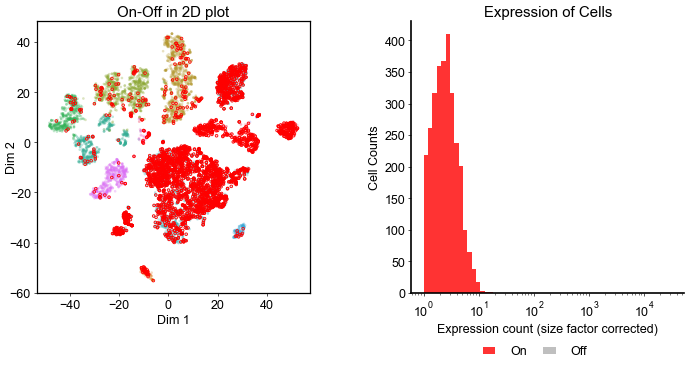 On-Off in 2D plot
40
20
0
−20
−40
−60
Dim 2
−40 −20 0 20 40
Dim 1
Expression of Cells
400
350
300
250
200
150
100
50
0
Cell Counts
10^0 10^1 10^2 10^3 10^4
Expression count (size factor corrected)
On Off